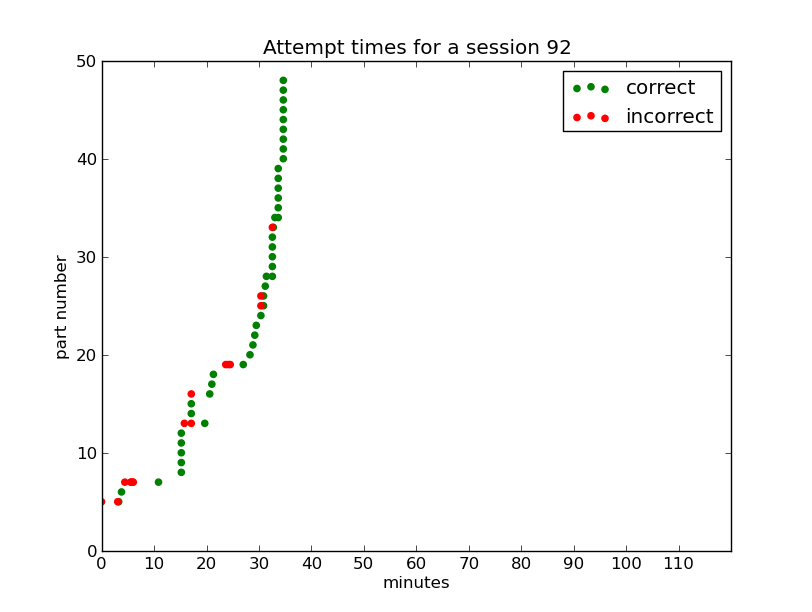 Attempt times for a session 92
correct
incorrect
50
40
30
20
10
0
part number
0 10 20 30 40 50 60 70 80 90 100 110
minutes